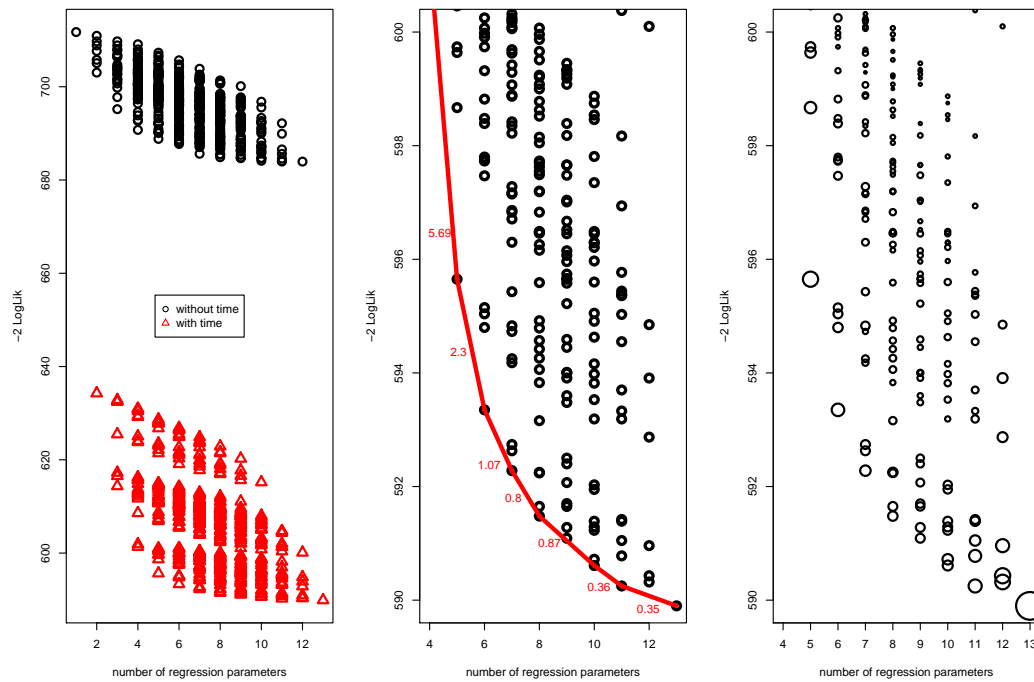 −2 LogLik
700
680
660
640
620
600
2 4 6 8 10 12
number of regression parameters
without time
with time
−2 LogLik
600
598
596
594
592
590
4 6 8 10 12
number of regression parameters
5.69
2.3
1.07
0.8
0.87
0.36
0.35
−2 LogLik
600
598
596
594
592
590
4 5 6 7 8 9 10 11 12 13
number of regression parameters